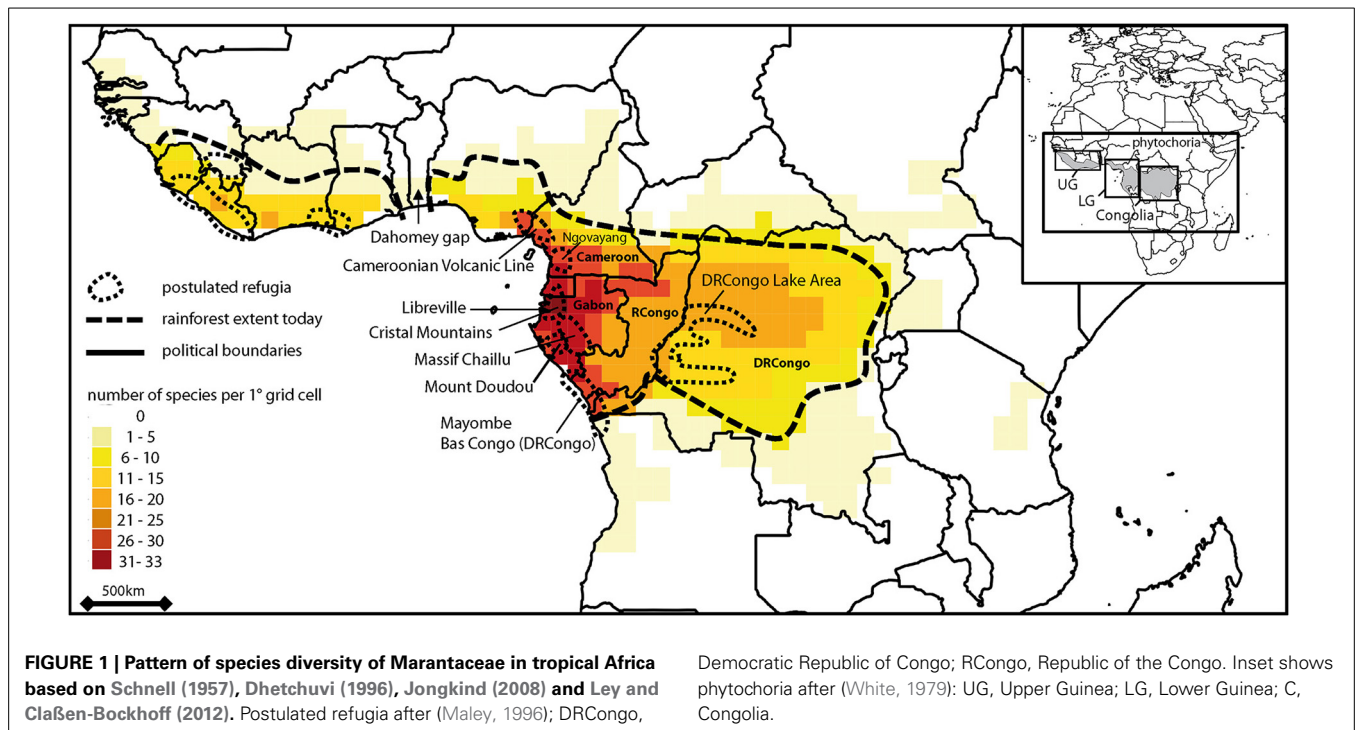 phytochoria
UG
LG
Congolia
Dahomey gap
Cameroonian Volcanic Line
Ngovayang
Cameroon
DRCongo Lake Area
Libreville
Gabon
RCongo
Cristal Mountains
Massif Chaillu
DRCongo
Mount Doudou
Mayombe
Bas Congo (DRCongo)
postulated refugia
rainforest extent today
political boundaries
number of species per 1° grid cell
0
1 - 5
6 - 10
11 - 15
16 - 20
21 - 25
26 - 30
31 - 33
500km
FIGURE 1 | Pattern of species diversity of Marantaceae in tropical Africa
based on Schnell (1957), Dhetchuvi (1996), Jongkind (2008) and Ley and
Claßen-Bockhoff (2012). Postulated refugia after (Maley, 1996); DRCongo,
Democratic Republic of Congo; RCongo, Republic of the Congo. Inset shows
phytochoria after (White, 1979): UG, Upper Guinea; LG, Lower Guinea; C,
Congolia.